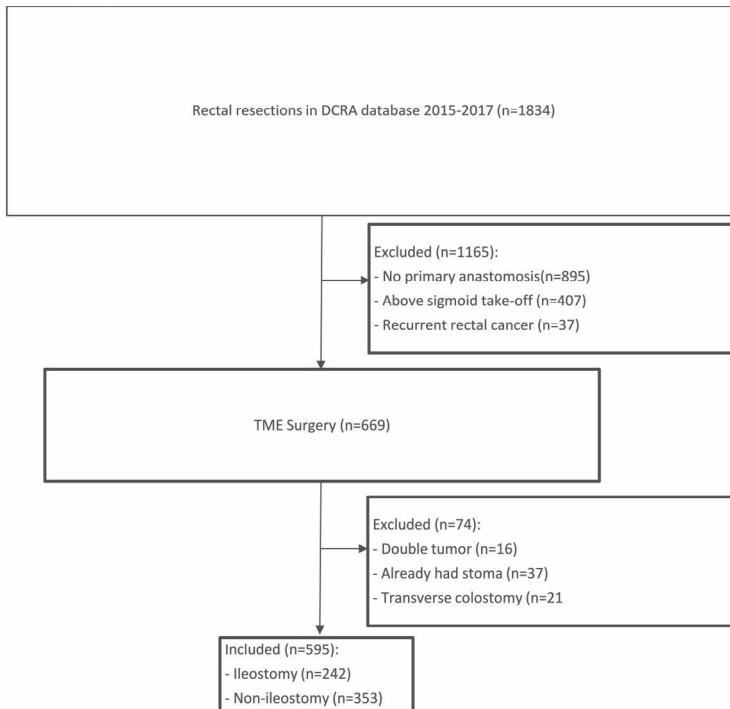 Rectal resections in DCRA database 2015-2017 (n=1834)
Excluded (n=1165):
- No primary anastomosis(n=895)
- Above sigmoid take-off (n=407)
- Recurrent rectal cancer (n=37)
TME Surgery (n=669)
Excluded (n=74):
- Double tumor (n=16)
- Already had stoma (n=37)
- Transverse colostomy (n=21
Included (n=595):
- Ileostomy (n=242)
- Non-ileostomy (n=353)